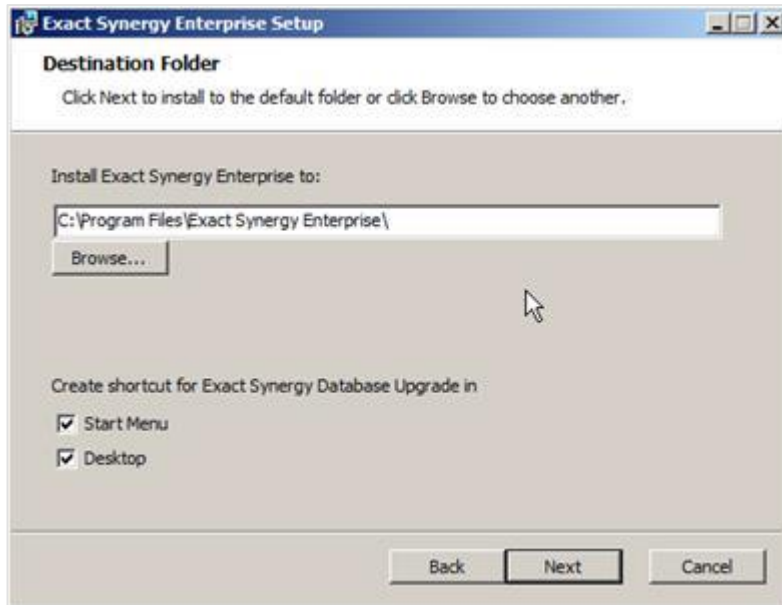 Exact Synergy Enterprise Setup
Destination Folder
Click Next to install to the default folder or click Browse to choose another.
Install Exact Synergy Enterprise to:
C:\Program Files\Exact Synergy Enterprise\
Browse...
Create shortcut for Exact Synergy Database Upgrade in
Start Menu
Desktop
Back Next Cancel